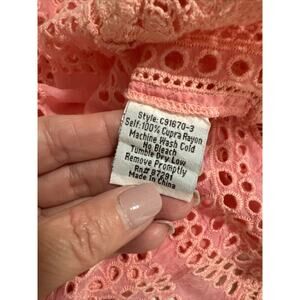 Style: C91670-3
Self: 100% Cupra Rayon
Machine Wash Cold
No Bleach
Tumble Dry Low
Remove Promptly
Rn# 87291
Made In China